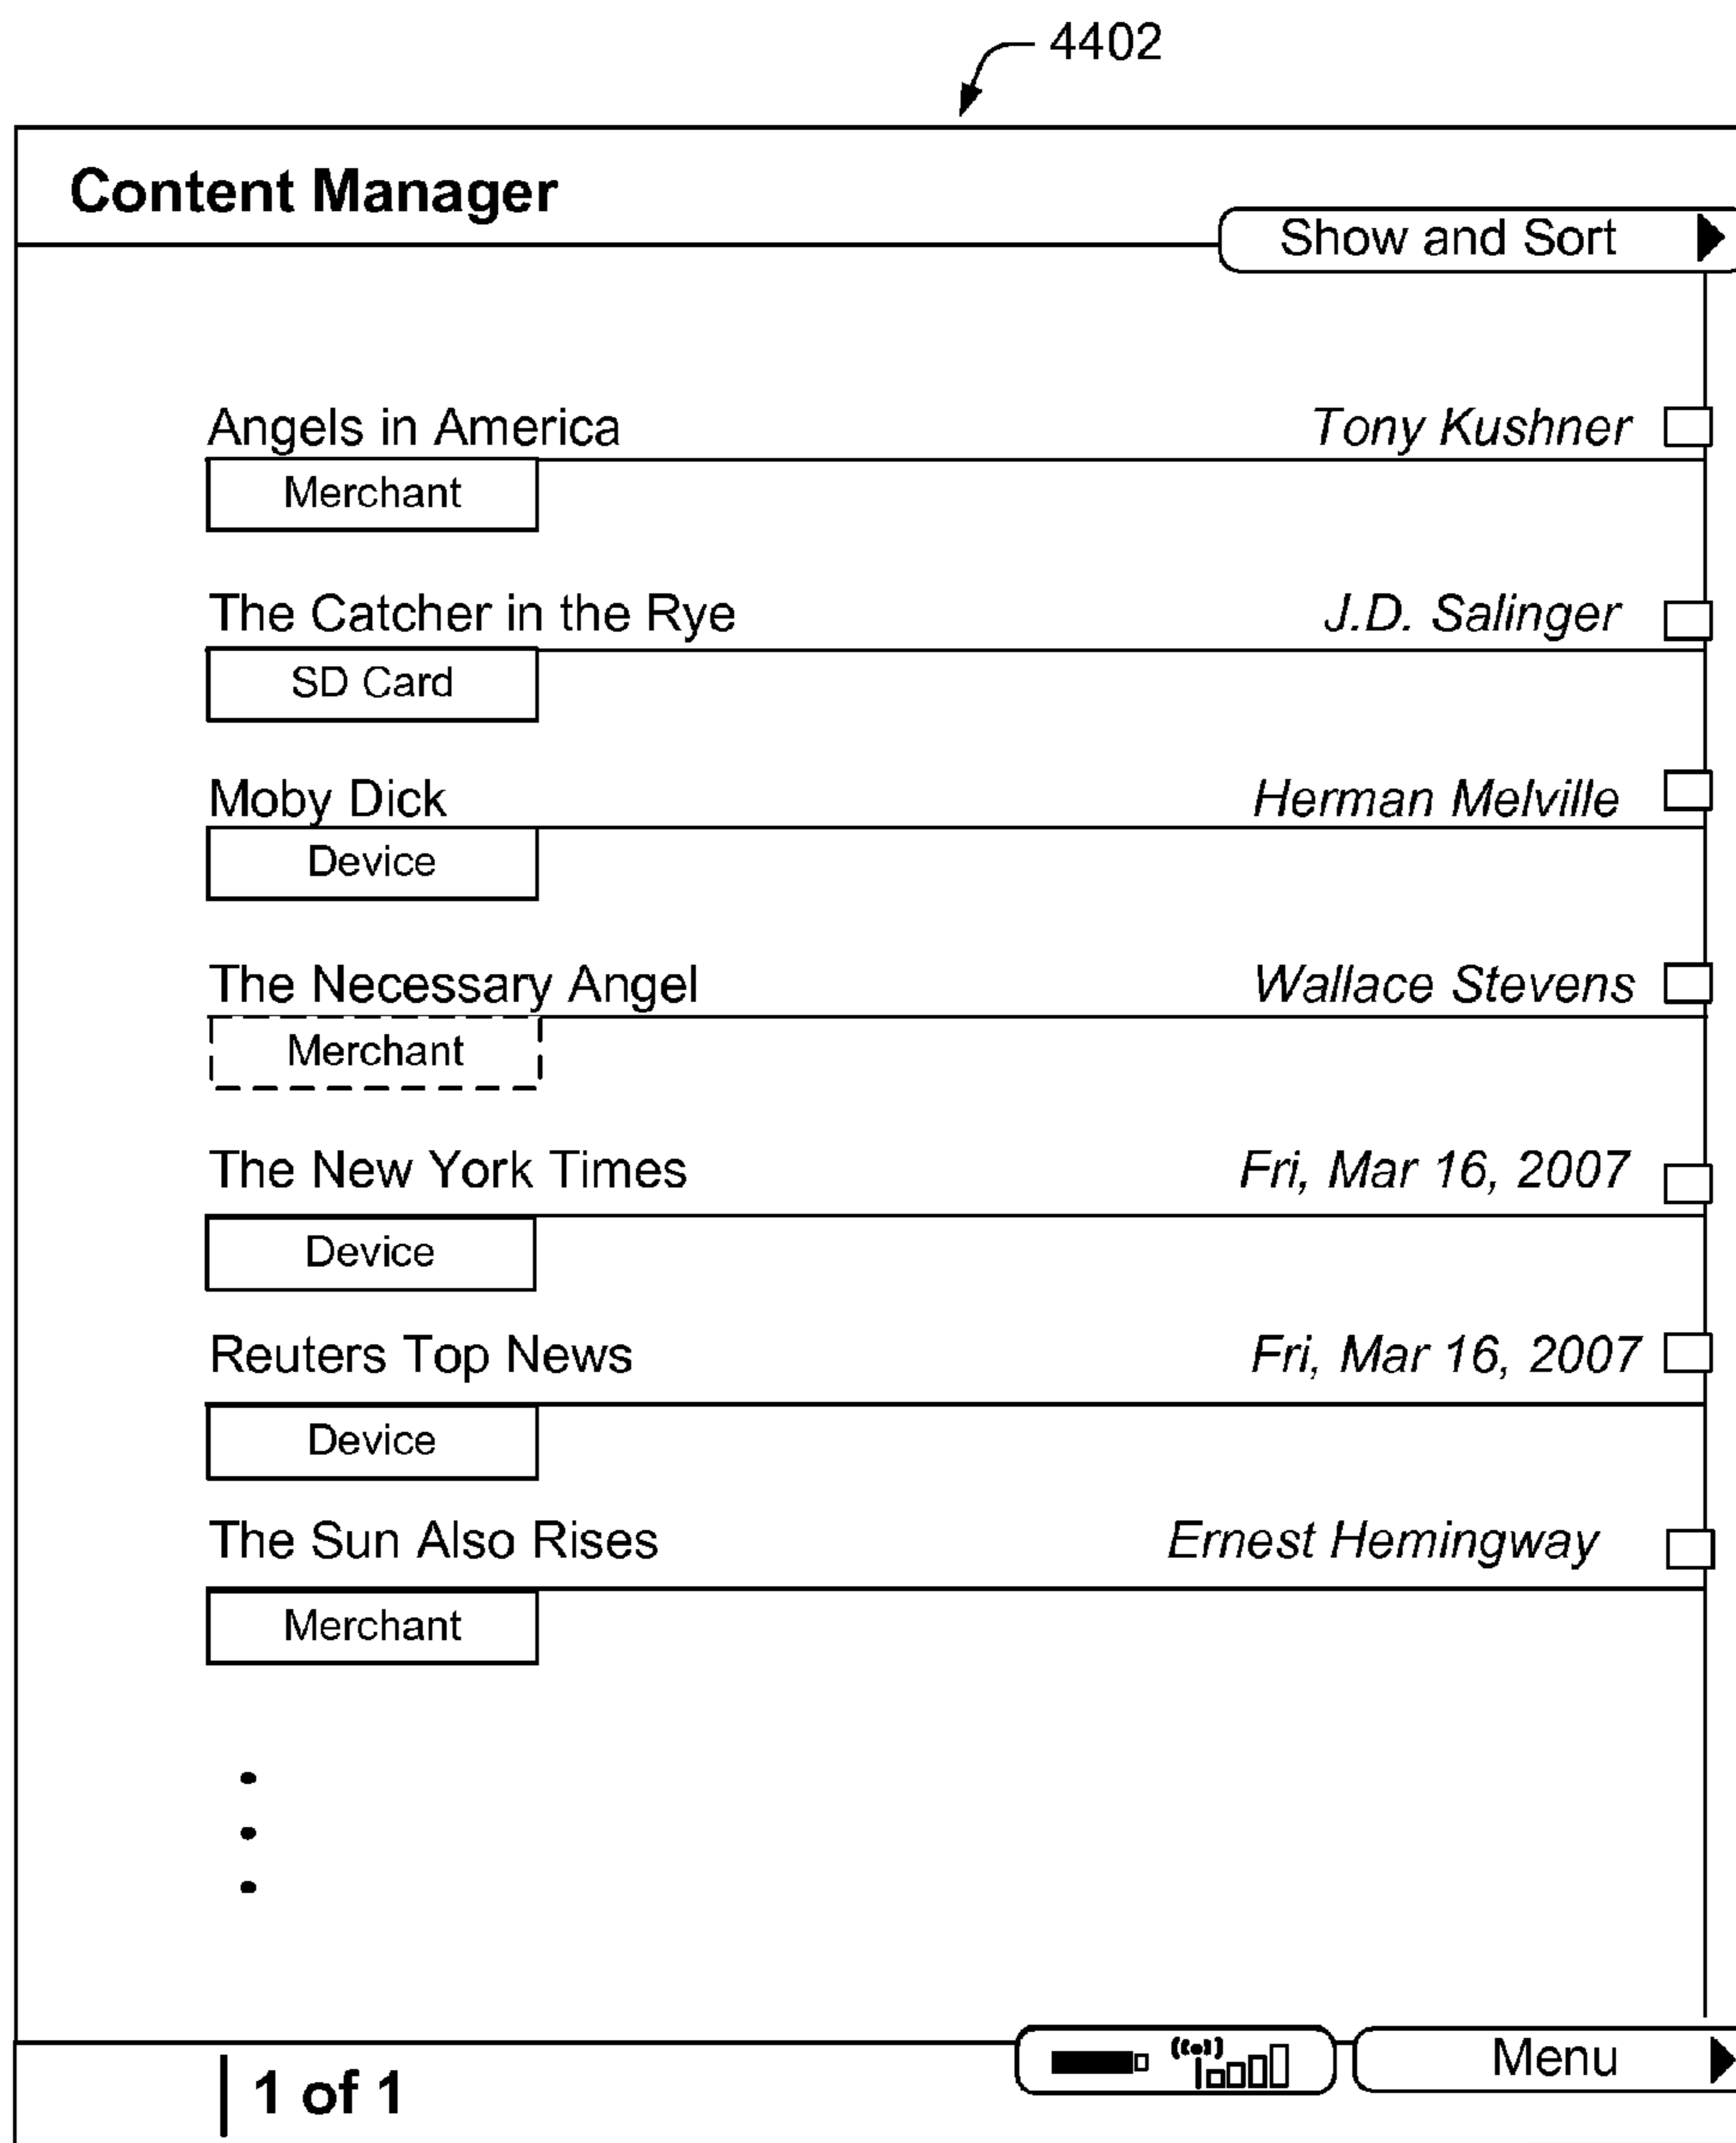 4402
Content Manager
Show and Sort
Angels in America Tony Kushner
Merchant
The Catcher in the Rye J.D. Salinger
SD Card
Moby Dick Herman Melville
Device
The Necessary Angel Wallace Stevens
Merchant
The New York Times Fri, Mar 16, 2007
Device
Reuters Top News Fri, Mar 16, 2007
Device
The Sun Also Rises Ernest Hemingway
Merchant
1 of 1 Menu